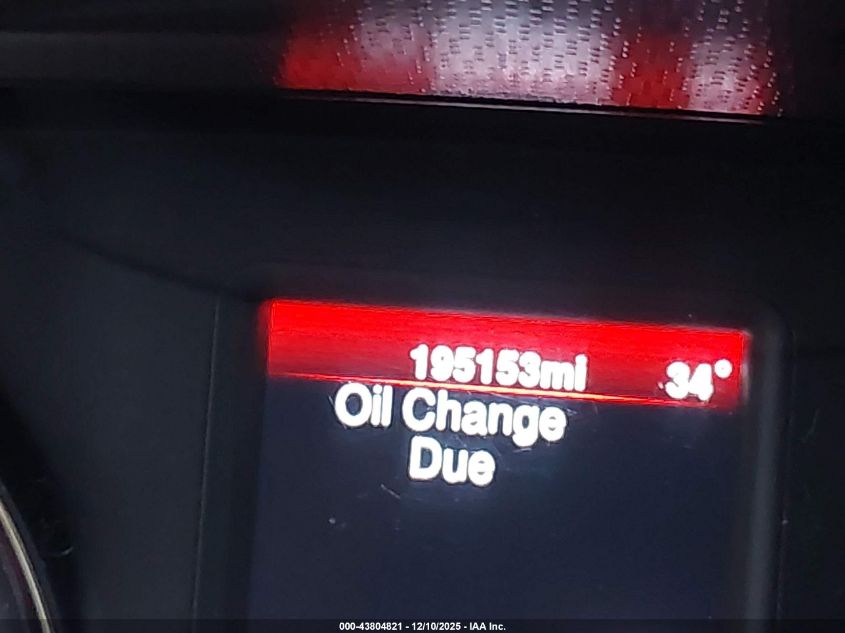 195153mi 34°
Oil Change
Due
000-43804821 - 12/10/2025 - IAA Inc.